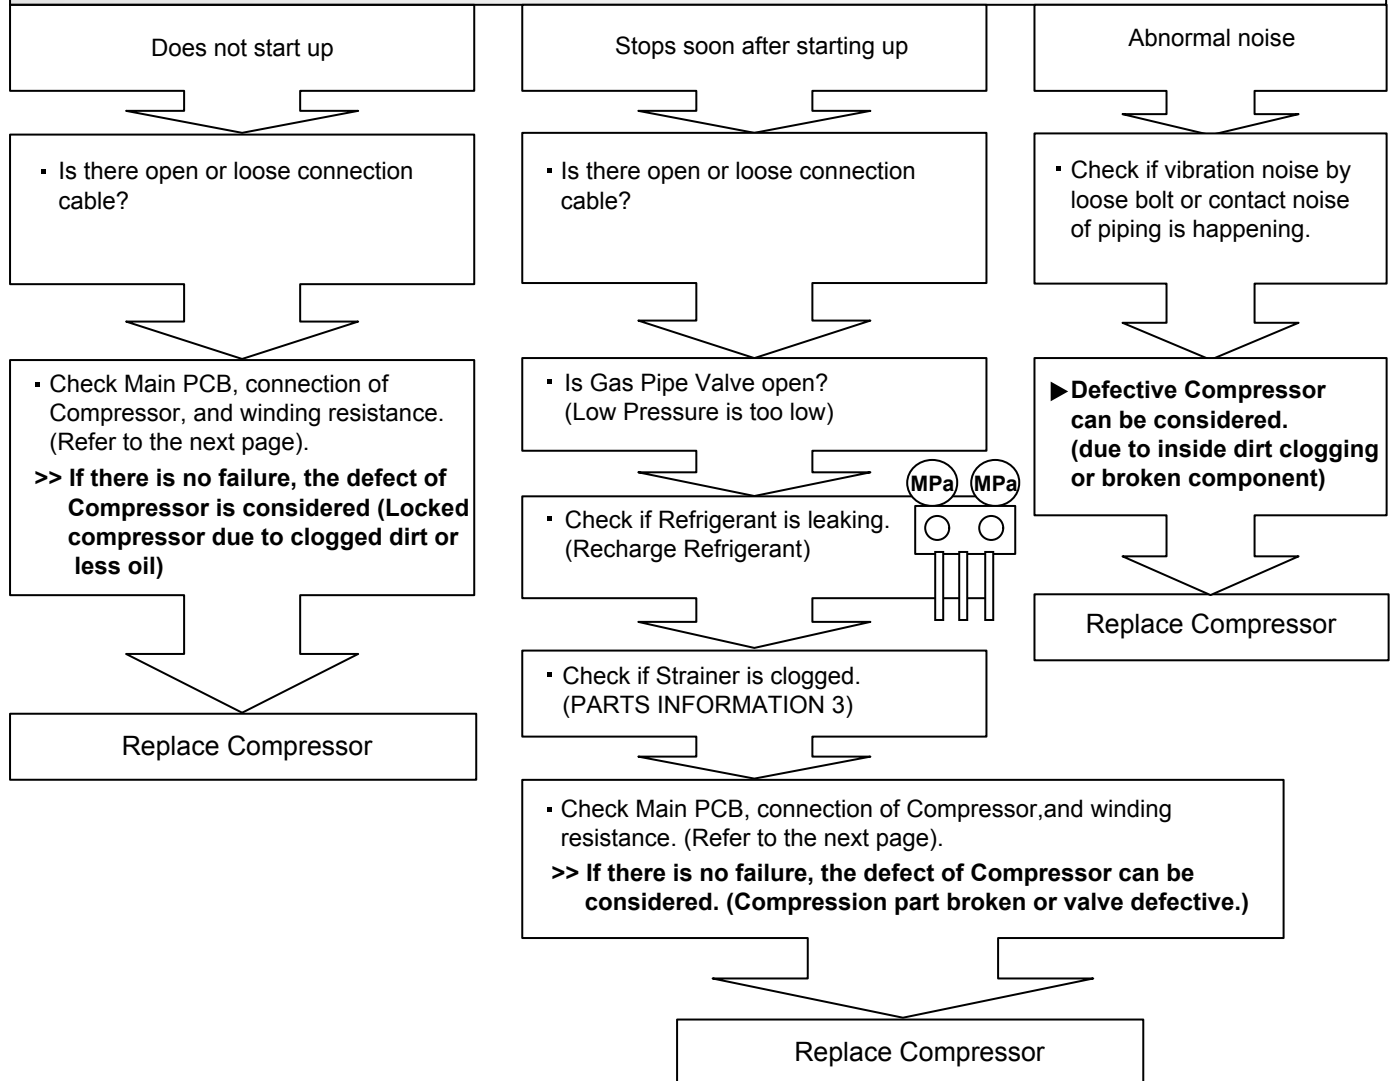 Does not start up
▪ Is there open or loose connection
cable?
▪ Check Main PCB, connection of
Compressor, and winding resistance.
(Refer to the next page).
>> If there is no failure, the defect of
Compressor is considered (Locked
compressor due to clogged dirt or
less oil)
Replace Compressor
Stops soon after starting up
▪ Is there open or loose connection
cable?
▪ Is Gas Pipe Valve open?
(Low Pressure is too low)
▪ Check if Refrigerant is leaking.
(Recharge Refrigerant)
MPa MPa
▪ Check if Strainer is clogged.
(PARTS INFORMATION 3)
▪ Check Main PCB, connection of Compressor,and winding
resistance. (Refer to the next page).
>> If there is no failure, the defect of Compressor can be
considered. (Compression part broken or valve defective.)
Replace Compressor
Abnormal noise
▪ Check if vibration noise by
loose bolt or contact noise
of piping is happening.
▶Defective Compressor
can be considered.
(due to inside dirt clogging
or broken component)
Replace Compressor